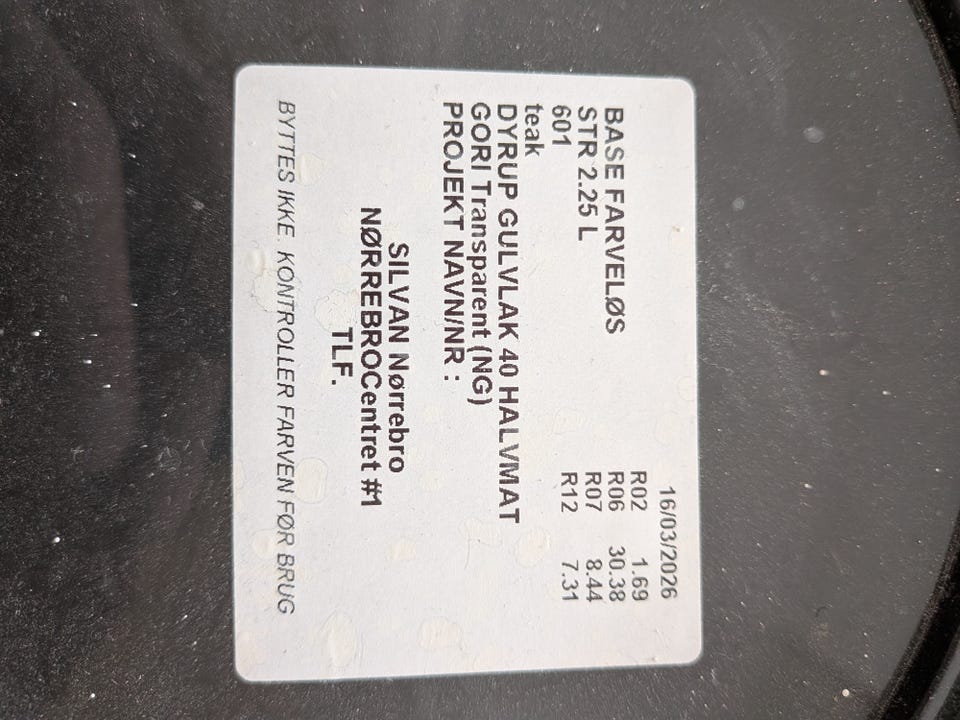 16/03/2026
BASE FARVELØS R02 1.69
STR 2.25 L R06 30.38
601 R07 8.44
teak R12 7.31
DYRUP GULVLAK 40 HALVMAT
GORI Transparent (NG)
PROJEKT NAVN/NR :
SILVAN Nørrebro
NØRREBROCentret #1
TLF.
BYTTES IKKE. KONTROLLER FARVEN FØR BRUG